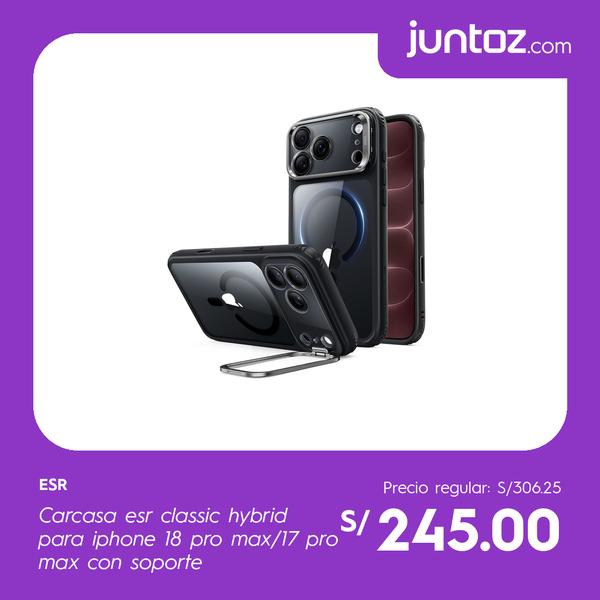 juntoz.com
ESR
Carcasa esr classic hybrid
para iphone 18 pro max/17 pro
max con soporte
Precio regular: S/306.25
S/ 245.00